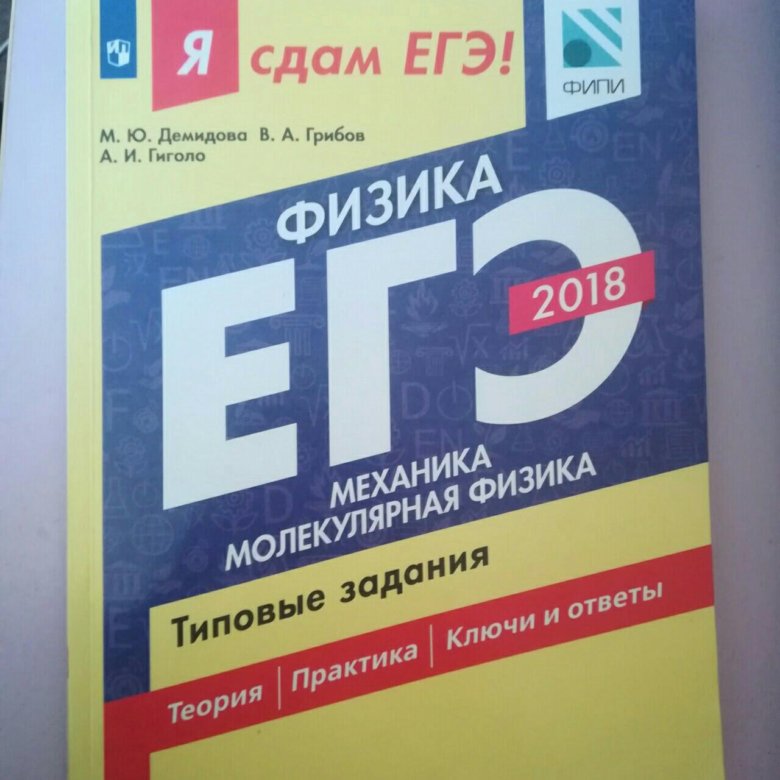 Я сдам ЕГЭ!
ФИПИ
М. Ю. Демидова В. А. Грибов
А. И. Гиголо
ФИЗИКА
ЕГЭ
2018
МЕХАНИКА
МОЛЕКУЛЯРНАЯ ФИЗИКА
Типовые задания
Теория | Практика | Ключи и ответы